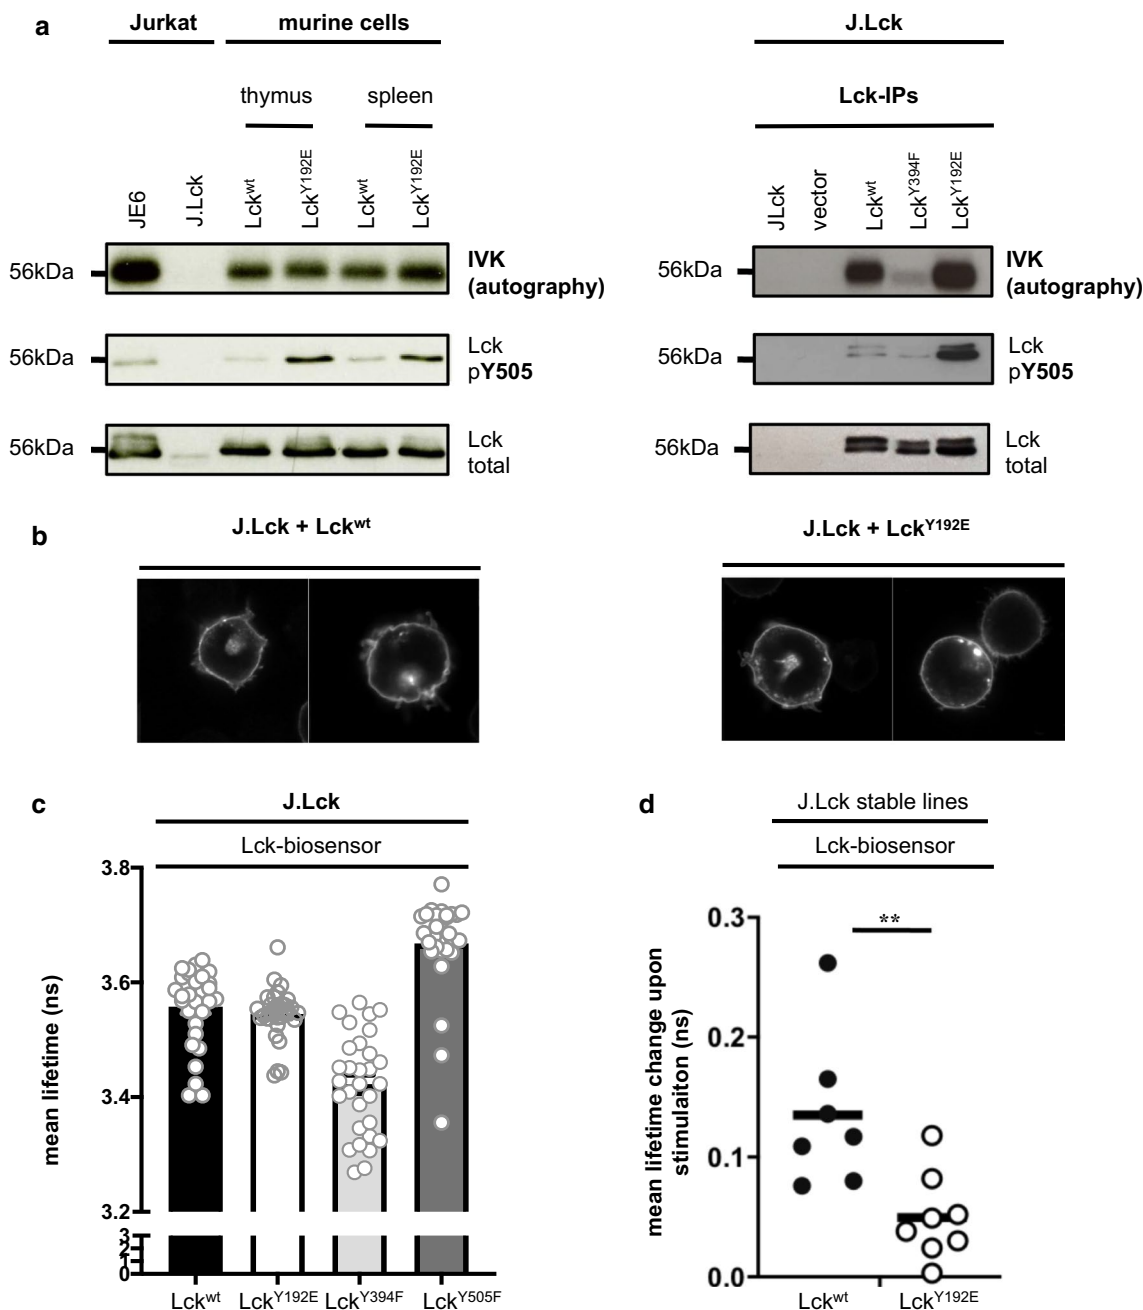 a
Jurkat murine cells
thymus spleen
JE6 J.Lck Lckwt LckY192E Lckwt LckY192E
56kDa IVK (autography)
56kDa Lck pY505
56kDa Lck total
J.Lck
Lck-IPs
JLck vector Lckwt LckY394F LckY192E
56kDa IVK (autography)
56kDa Lck pY505
56kDa Lck total
b
J.Lck + Lckwt
J.Lck + LckY192E
c
J.Lck
Lck-biosensor
mean lifetime (ns)
3.8
3.6
3.4
3.2
3
2
1
0
Lckwt LckY192E LckY394F LckY505F
d
J.Lck stable lines
Lck-biosensor
**
mean lifetime change upon
stimulaiton (ns)
0.3
0.2
0.1
0.0
Lckwt LckY192E